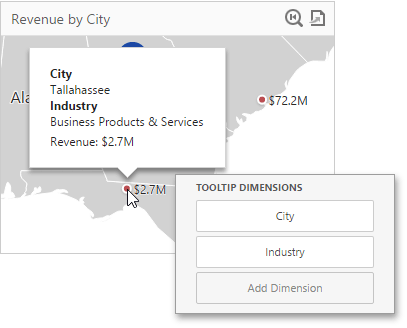 Revenue by City
City
Tallahassee
Industry
Business Products & Services
Revenue: $2.7M
Ala
$72.2M
$2.7M
TOOLTIP DIMENSIONS
City
Industry
Add Dimension